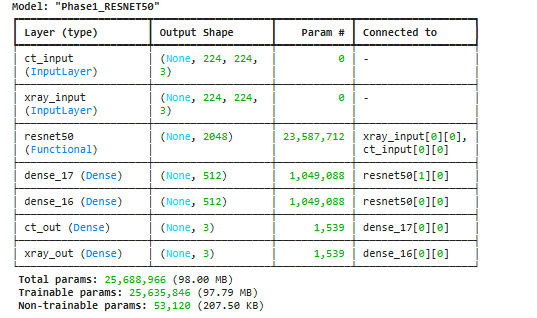 Model: "Phase1_RESNET50"
Layer (type) Output Shape Param # Connected to
ct_input (None, 224, 224, 0 -
(InputLayer) 3)
xray_input (None, 224, 224, 0 -
(InputLayer) 3)
resnet50 (None, 2048) 23,587,712 xray_input[0][0],
(Functional) ct_input[0][0]
dense_17 (Dense) (None, 512) 1,049,088 resnet50[1][0]
dense_16 (Dense) (None, 512) 1,049,088 resnet50[0][0]
ct_out (Dense) (None, 3) 1,539 dense_17[0][0]
xray_out (Dense) (None, 3) 1,539 dense_16[0][0]
Total params: 25,688,966 (98.00 MB)
Trainable params: 25,635,846 (97.79 MB)
Non-trainable params: 53,120 (207.50 KB)